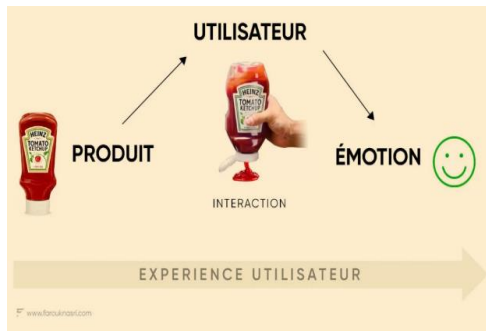 UTILISATEUR
HEINZ
TOMATO
KETCHUP
HEINZ
TOMATO
KETCHUP
PRODUIT
ÉMOTION
INTERACTION
EXPERIENCE UTILISATEUR
www.farouknasri.com